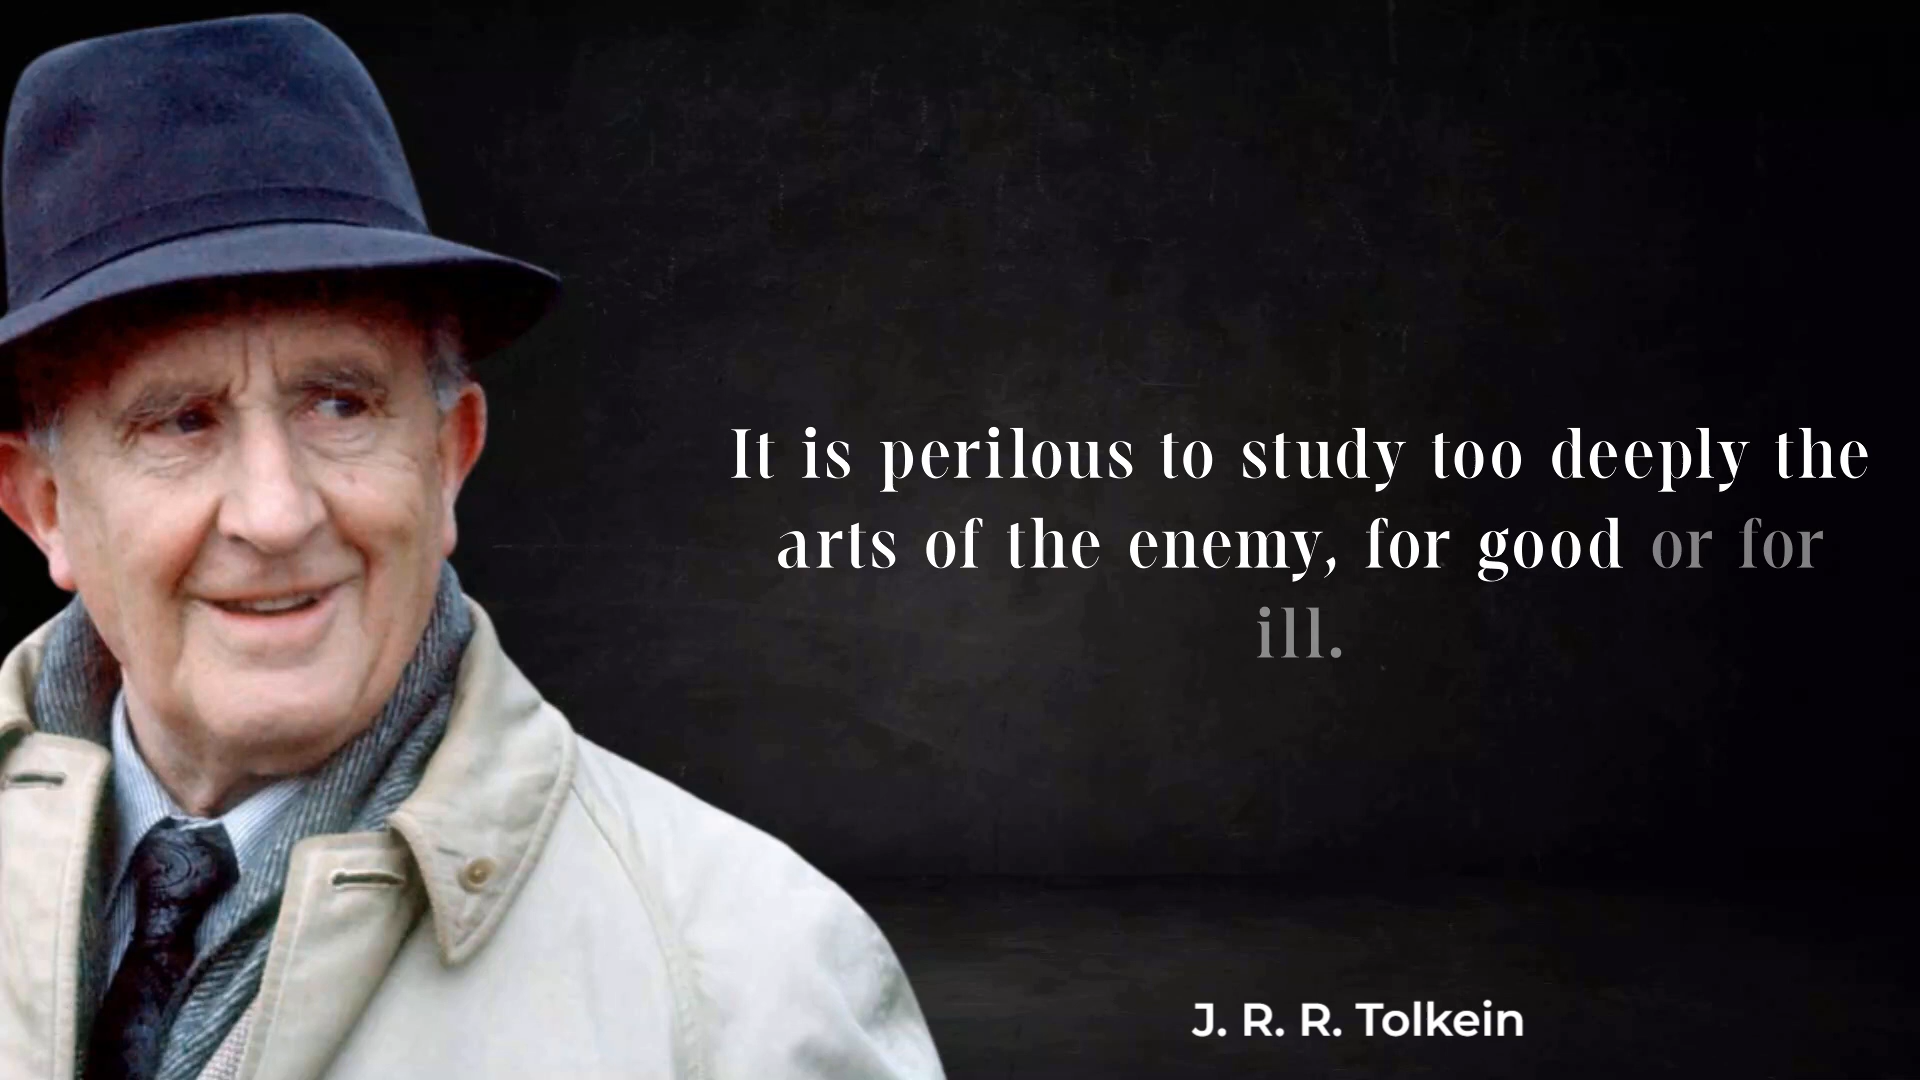 It is perilous to study too deeply the
arts of the enemy, for good or for
ill.
J. R. R. Tolkein